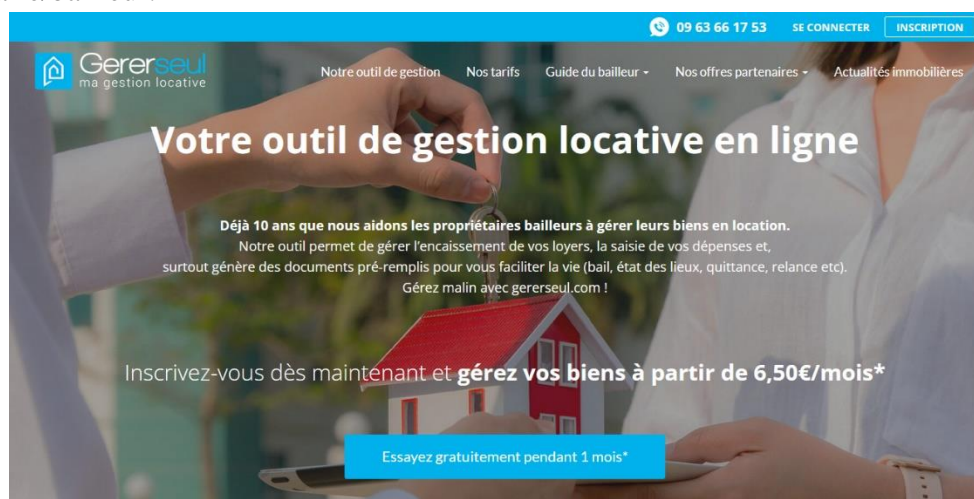 09 63 66 17 53 SE CONNECTER INSCRIPTION
Gererseul
ma gestion locative
Notre outil de gestion Nos tarifs Guide du bailleur Nos offres partenaires Actualités immobilières
Votre outil de gestion locative en ligne
Déjà 10 ans que nous aidons les propriétaires bailleurs à gérer leurs biens en location.
Notre outil permet de gérer l'encaissement de vos loyers, la saisie de vos dépenses et,
surtout génère des documents pré-remplis pour vous faciliter la vie (bail, état des lieux, quittance, relance etc).
Gérez malin avec gererseul.com !
Inscrivez-vous dès maintenant et gérez vos biens à partir de 6,50€/mois*
Essayez gratuitement pendant 1 mois*